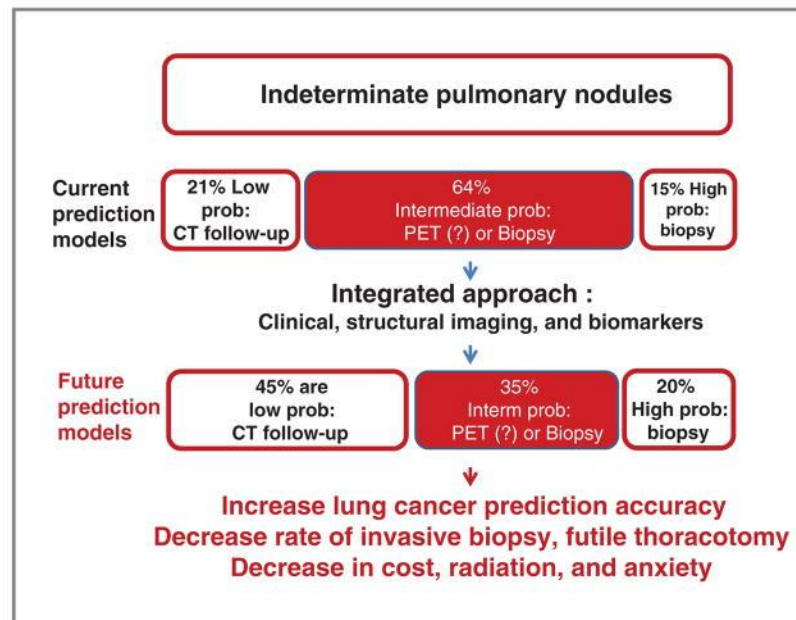 Indeterminate pulmonary nodules
Current
prediction
models
21% Low
prob:
CT follow-up
64%
Intermediate prob:
PET (?) or Biopsy
15% High
prob:
biopsy
Integrated approach :
Clinical, structural imaging, and biomarkers
Future
prediction
models
45% are
low prob:
CT follow-up
35%
Interm prob:
PET (?) or Biopsy
20%
High prob:
biopsy
Increase lung cancer prediction accuracy
Decrease rate of invasive biopsy, futile thoracotomy
Decrease in cost, radiation, and anxiety